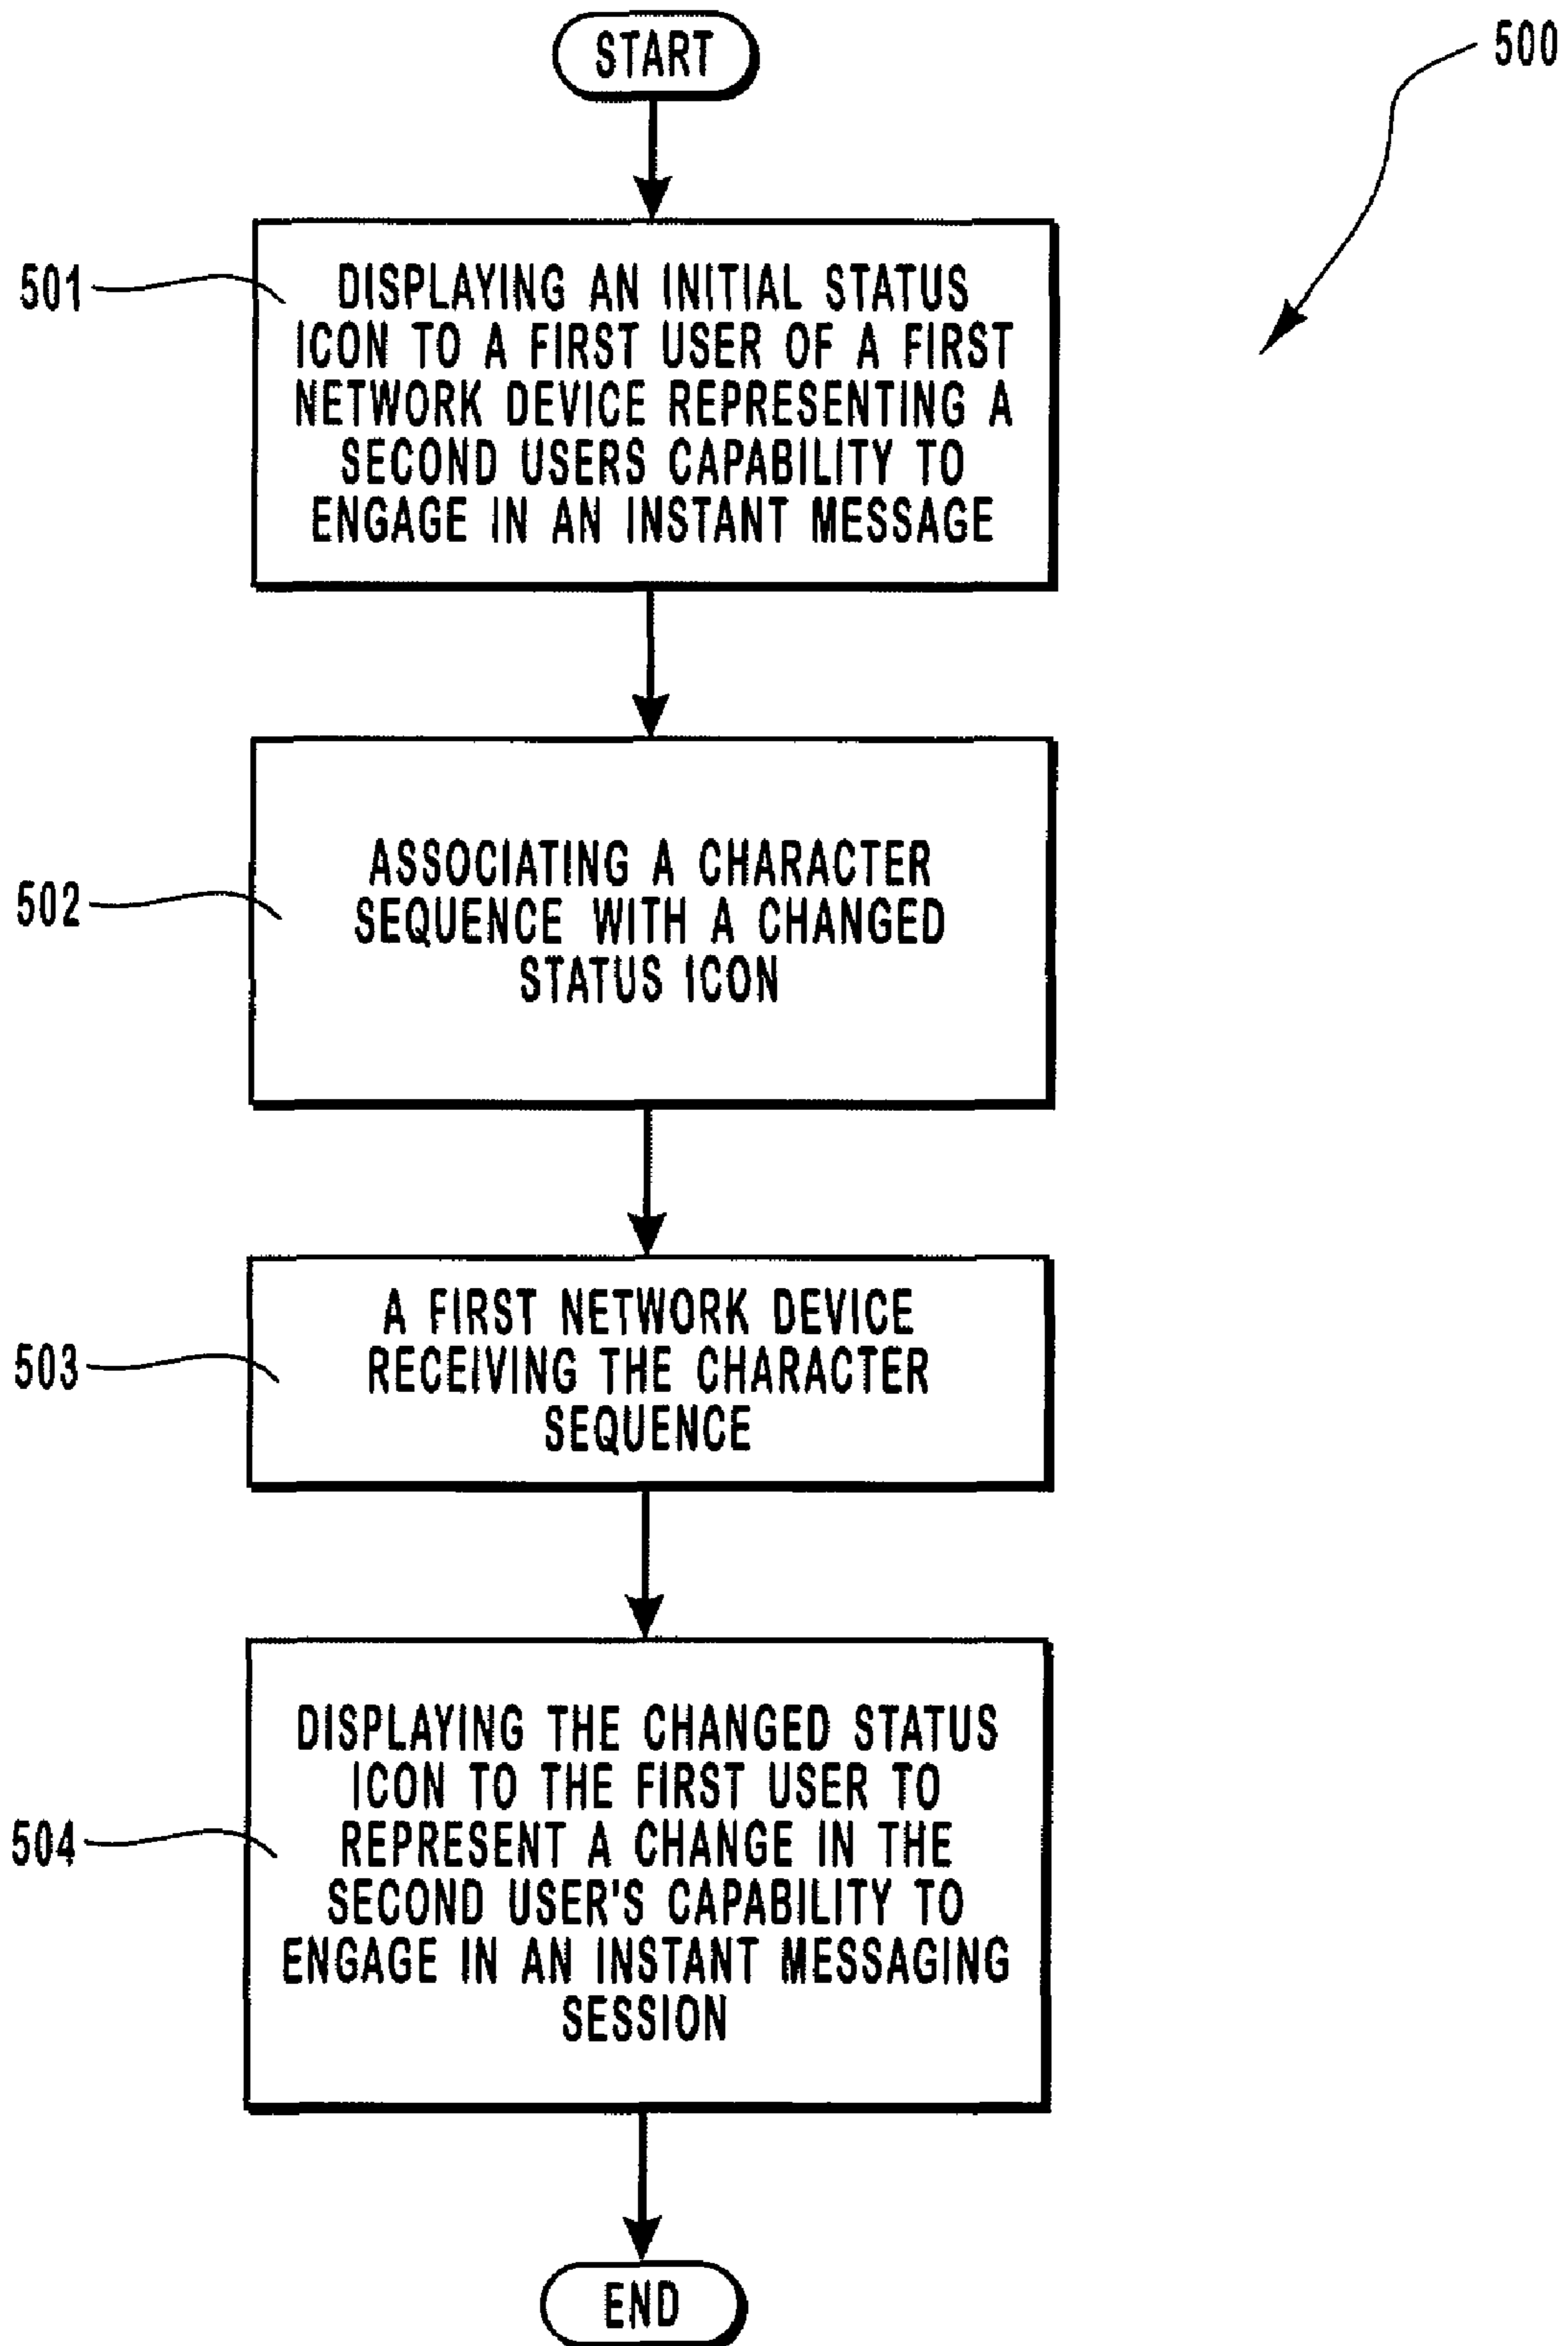 START
500
501
DISPLAYING AN INITIAL STATUS
ICON TO A FIRST USER OF A FIRST
NETWORK DEVICE REPRESENTING A
SECOND USERS CAPABILITY TO
ENGAGE IN AN INSTANT MESSAGE
502
ASSOCIATING A CHARACTER
SEQUENCE WITH A CHANGED
STATUS ICON
503
A FIRST NETWORK DEVICE
RECEIVING THE CHARACTER
SEQUENCE
504
DISPLAYING THE CHANGED STATUS
ICON TO THE FIRST USER TO
REPRESENT A CHANGE IN THE
SECOND USER'S CAPABILITY TO
ENGAGE IN AN INSTANT MESSAGING
SESSION
END